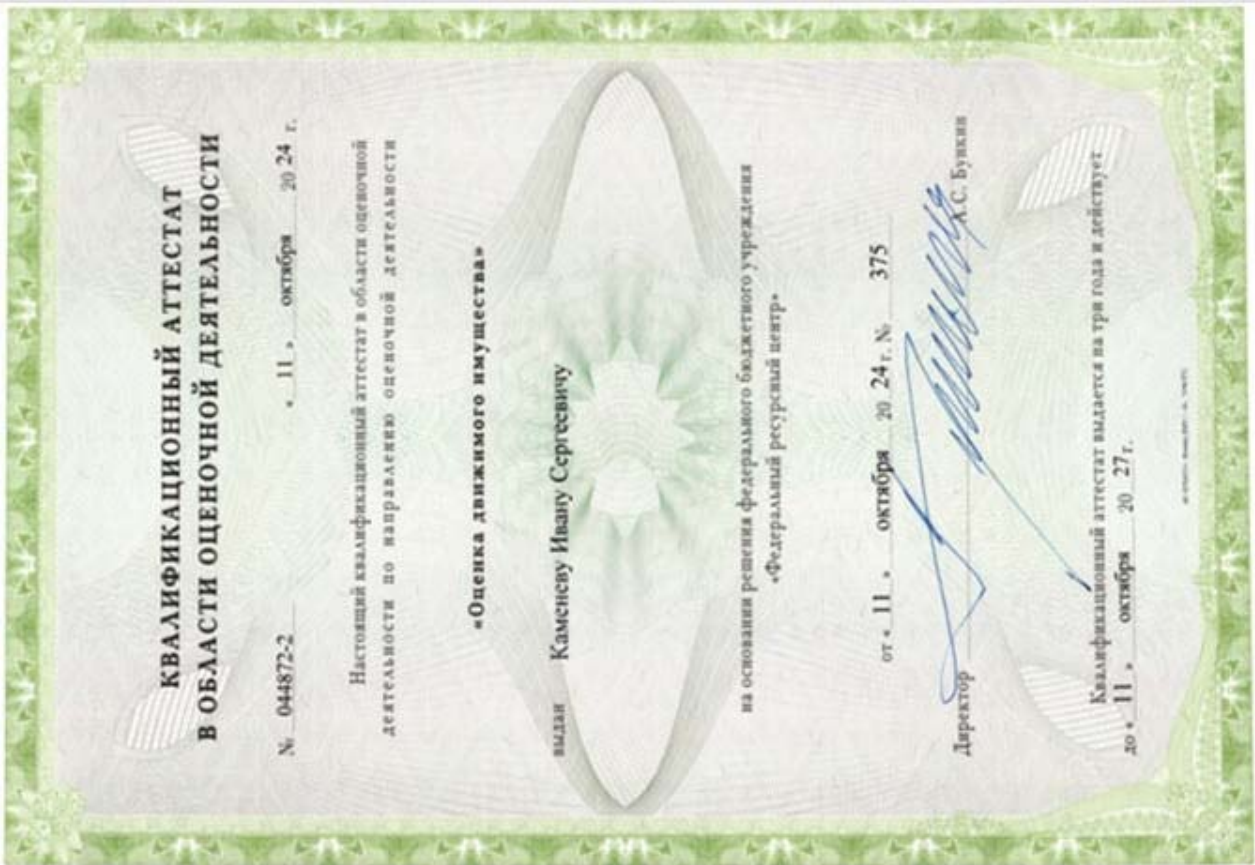 КВАЛИФИКАЦИОННЫЙ АТТЕСТАТ
В ОБЛАСТИ ОЦЕНОЧНОЙ ДЕЯТЕЛЬНОСТИ
№ 044872-2 « 11 » октября 20 24 г.
Настоящий квалификационный аттестат в области оценочной
деятельности по направлению оценочной деятельности
«Оценка движимого имущества»
выдан Каменеву Ивану Сергеевичу
на основании решения федерального бюджетного учреждения
«Федеральный ресурсный центр»
от « 11 » октября 20 24 г. № 375
Директор А.С. Бункин
Квалификационный аттестат выдается на три года и действует
до « 11 » октября 20 27 г.